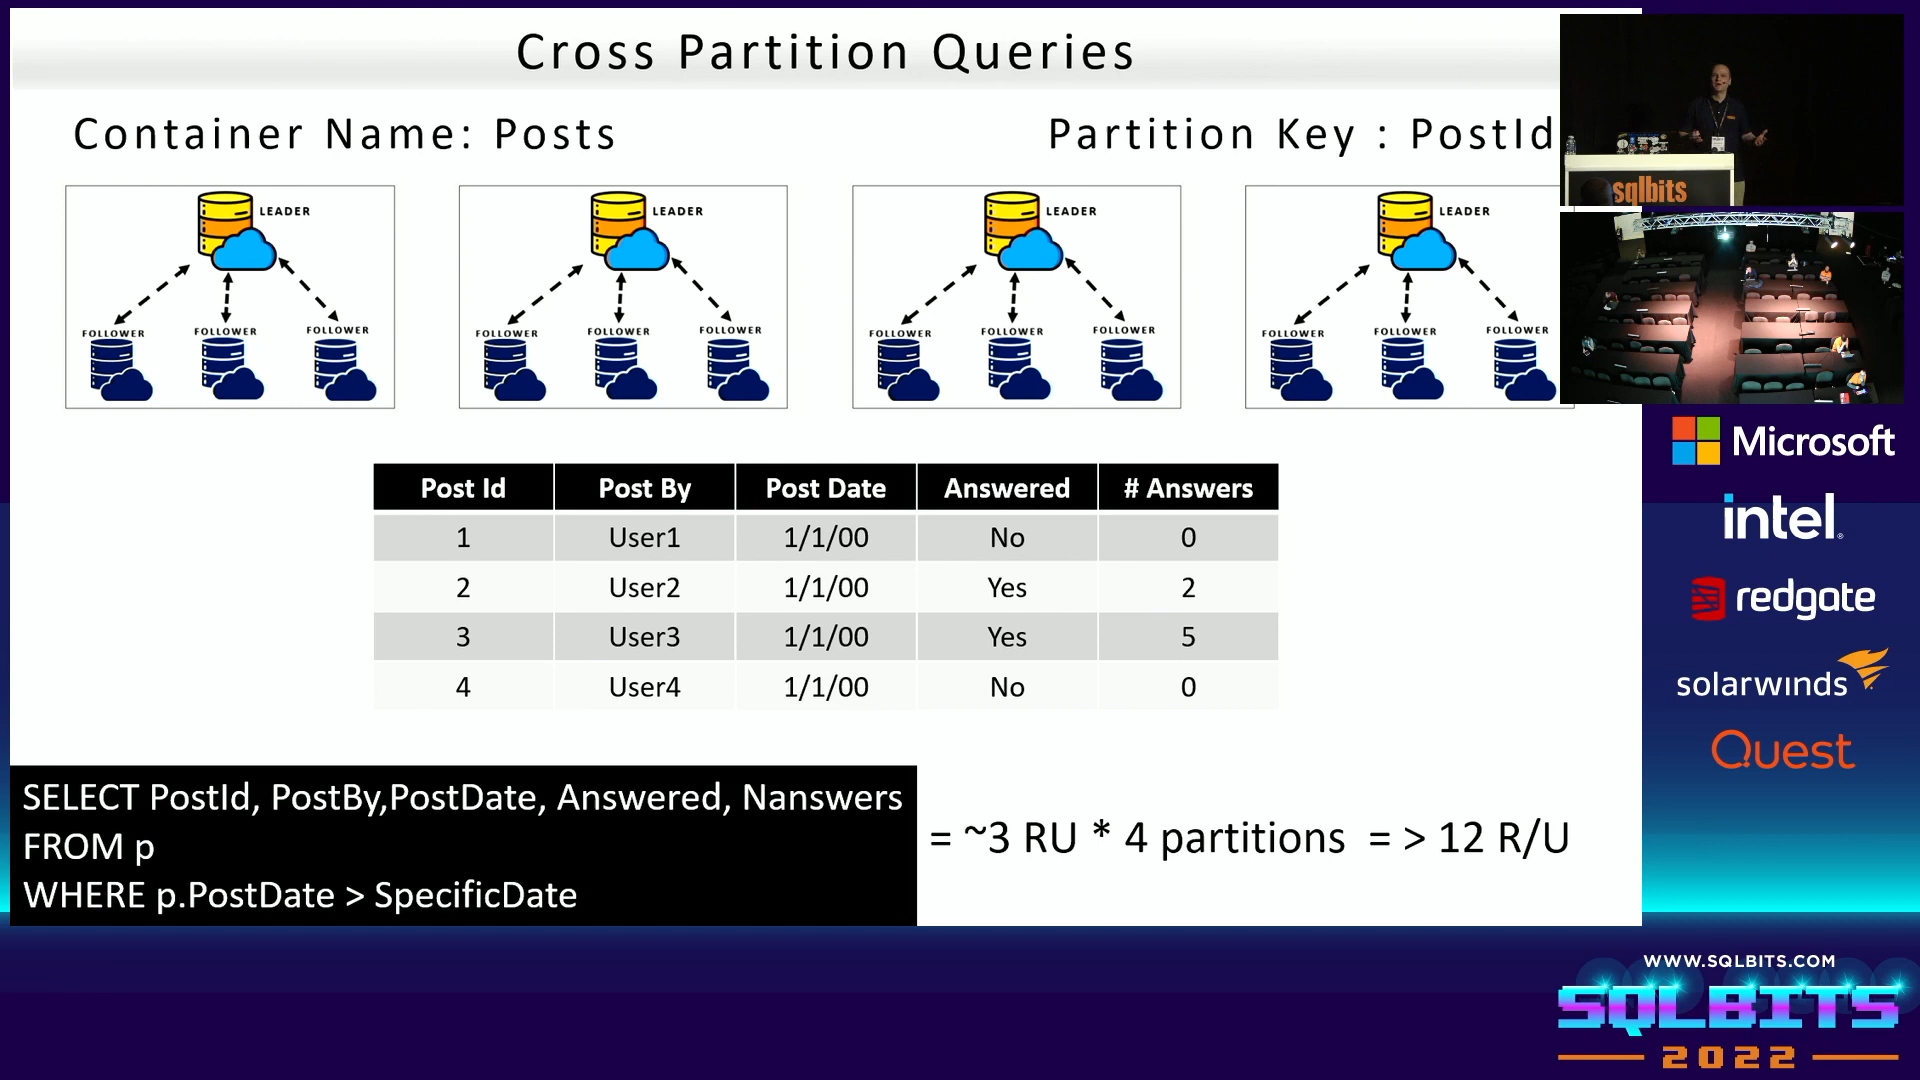 Cross Partition Queries
Container Name: Posts
Partition Key : PostId
LEADER
FOLLOWER
FOLLOWER
FOLLOWER
LEADER
FOLLOWER
FOLLOWER
FOLLOWER
LEADER
FOLLOWER
FOLLOWER
FOLLOWER
LEADER
FOLLOWER
FOLLOWER
FOLLOWER
Post Id Post By Post Date Answered # Answers
1 User1 1/1/00 No 0
2 User2 1/1/00 Yes 2
3 User3 1/1/00 Yes 5
4 User4 1/1/00 No 0
SELECT PostId, PostBy,PostDate, Answered, Nanswers
FROM p
WHERE p.PostDate > SpecificDate
= ~3 RU * 4 partitions = > 12 R/U
sqlbits
Microsoft
intel.
redgate
solarwinds
Quest
WWW.SQLBITS.COM
SQLBITS
2022